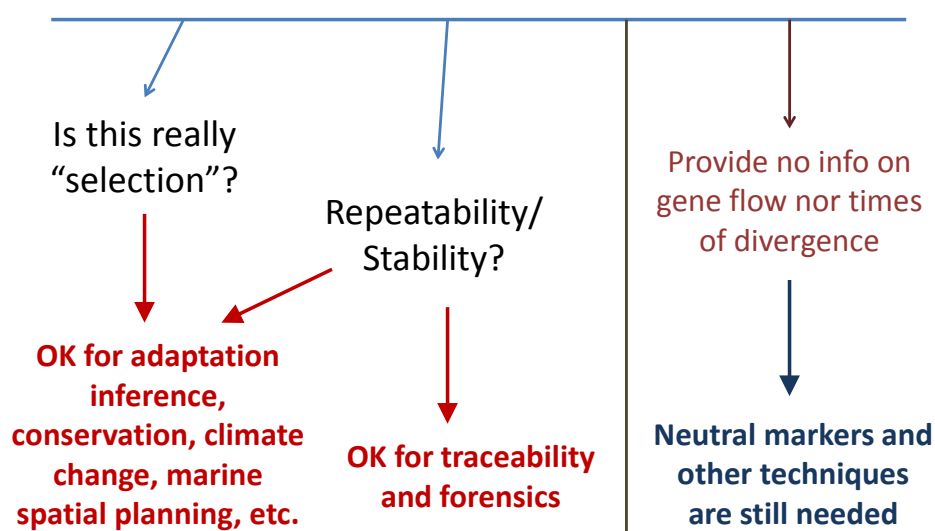 Is this really
“selection”?
Repeatability/
Stability?
Provide no info on
gene flow nor times
of divergence
OK for adaptation
inference,
conservation, climate
change, marine
spatial planning, etc.
OK for traceability
and forensics
Neutral markers and
other techniques
are still needed